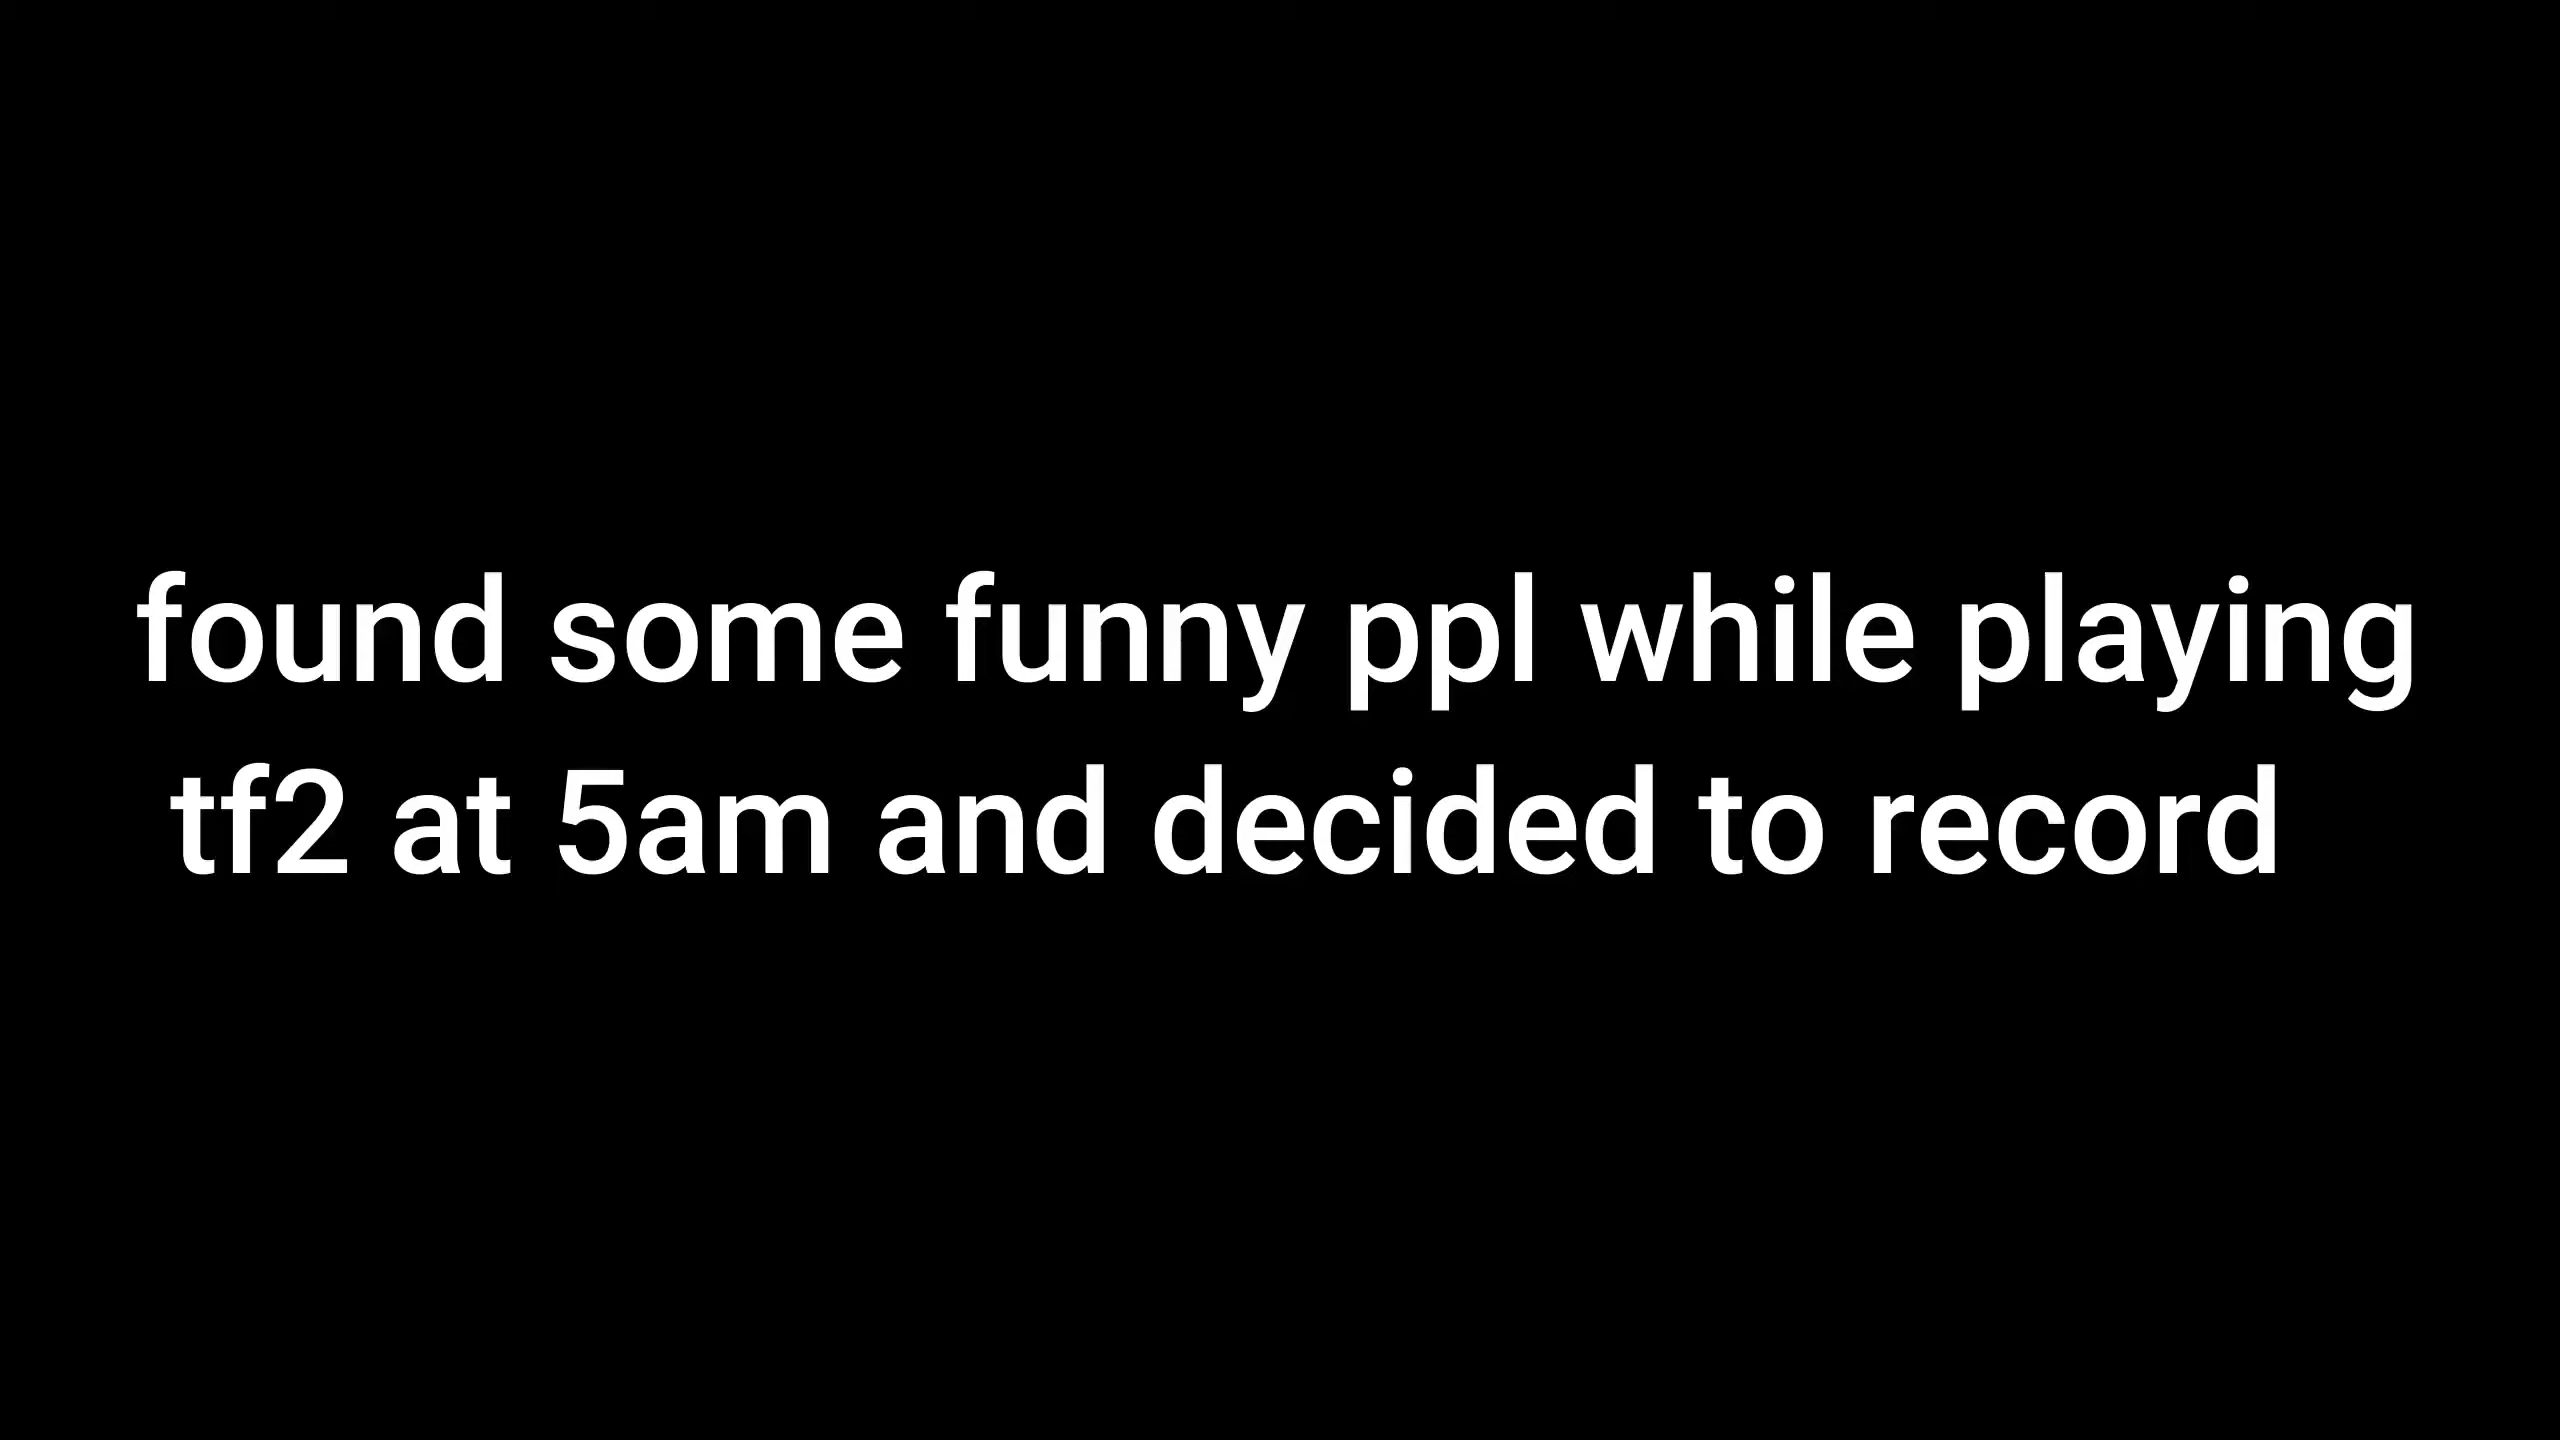 found some funny ppl while playing
tf2 at 5am and decided to record